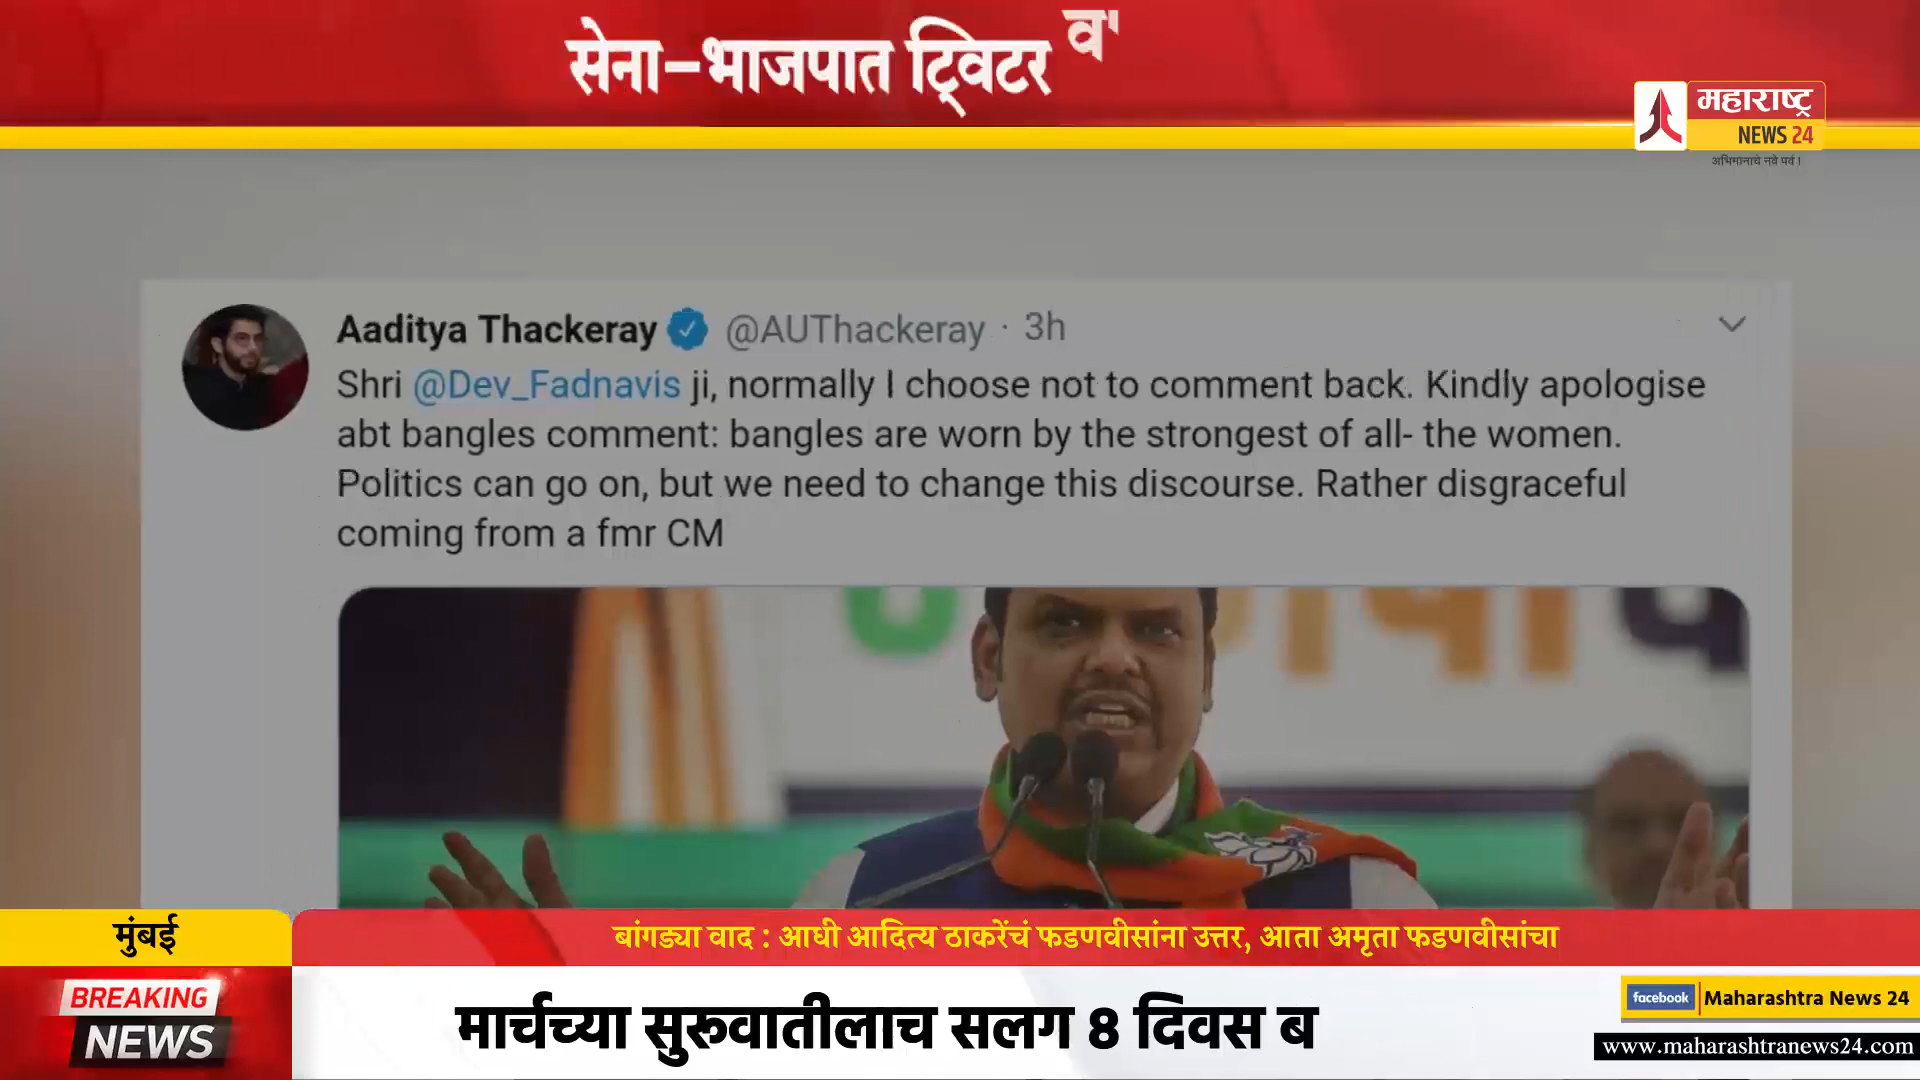 सेना–भाजपात ट्विटर व
महाराष्ट्र
NEWS 24
अभिमानाचे नवे पर्व !
Aaditya Thackeray @AUThackeray · 3h
Shri @Dev_Fadnavis ji, normally I choose not to comment back. Kindly apologise
abt bangles comment: bangles are worn by the strongest of all- the women.
Politics can go on, but we need to change this discourse. Rather disgraceful
coming from a fmr CM
मुंबई
बांगड्या वाद : आधी आदित्य ठाकरेंचं फडणवीसांना उत्तर, आता अमृता फडणवीसांचा
BREAKING
NEWS
मार्चच्या सुरूवातीलाच सलग 8 दिवस ब
facebook Maharashtra News 24
www.maharashtranews24.com